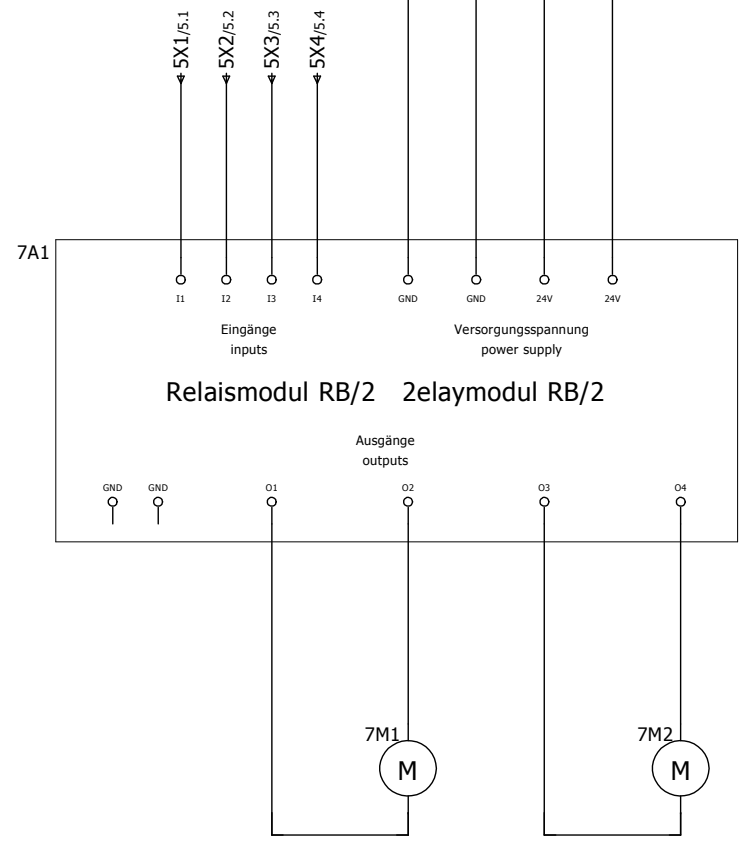 5X1/5.1
5X2/5.2
5X3/5.3
5X4/5.4
7A1
I1 I2 I3 I4 GND GND 24V 24V
Eingänge Versorgungsspannung
inputs power supply
Relaismodul RB/2 2elaymodul RB/2
Ausgänge
outputs
GND GND O1 O2 O3 O4
7M1 7M2
M M